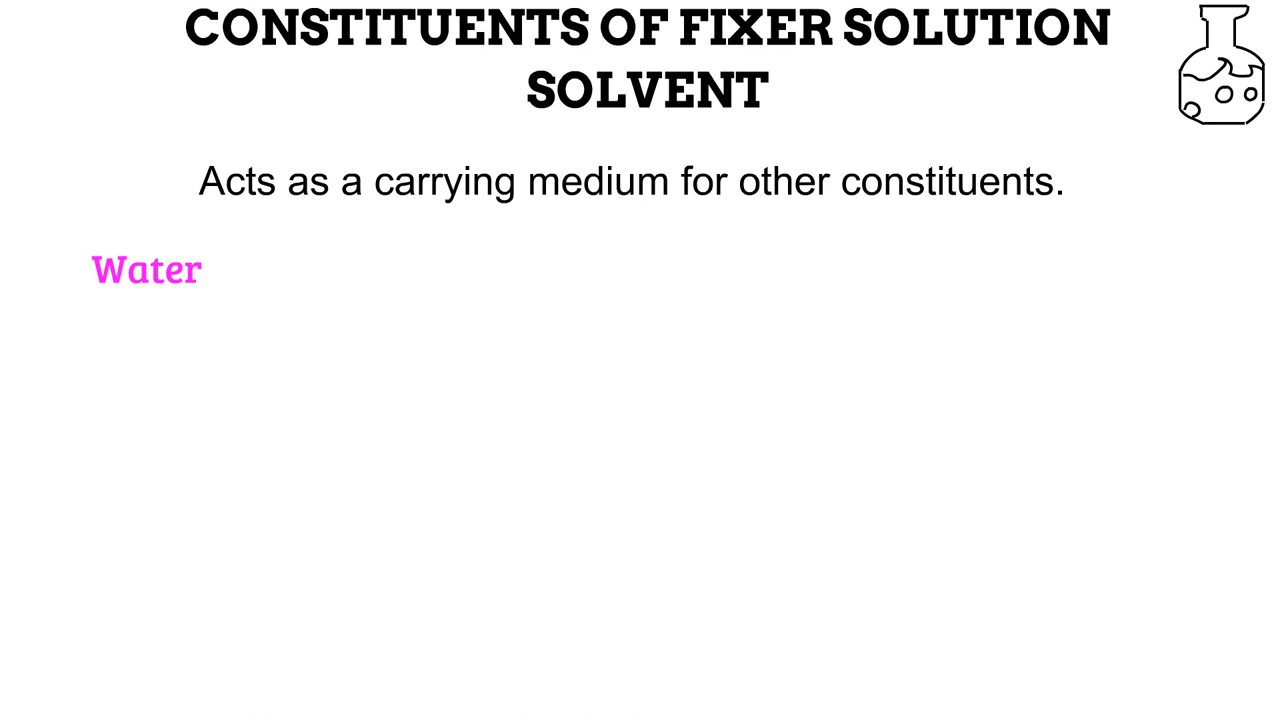 CONSTITUENTS OF FIXER SOLUTION
SOLVENT
Acts as a carrying medium for other constituents.
Water